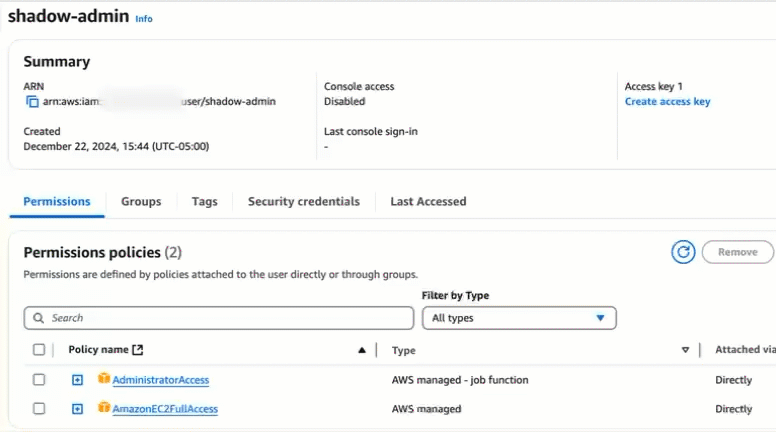 shadow-admin Info
Summary
ARN
arn:aws:iam: user/shadow-admin
Created
December 22, 2024, 15:44 (UTC-05:00)
Console access
Disabled
Last console sign-in
-
Access key 1
Create access key
Permissions Groups Tags Security credentials Last Accessed
Permissions policies (2)
Remove
Permissions are defined by policies attached to the user directly or through groups.
Filter by Type
Search All types
Policy name Type Attached via
AdministratorAccess AWS managed - job function Directly
AmazonEC2FullAccess AWS managed Directly